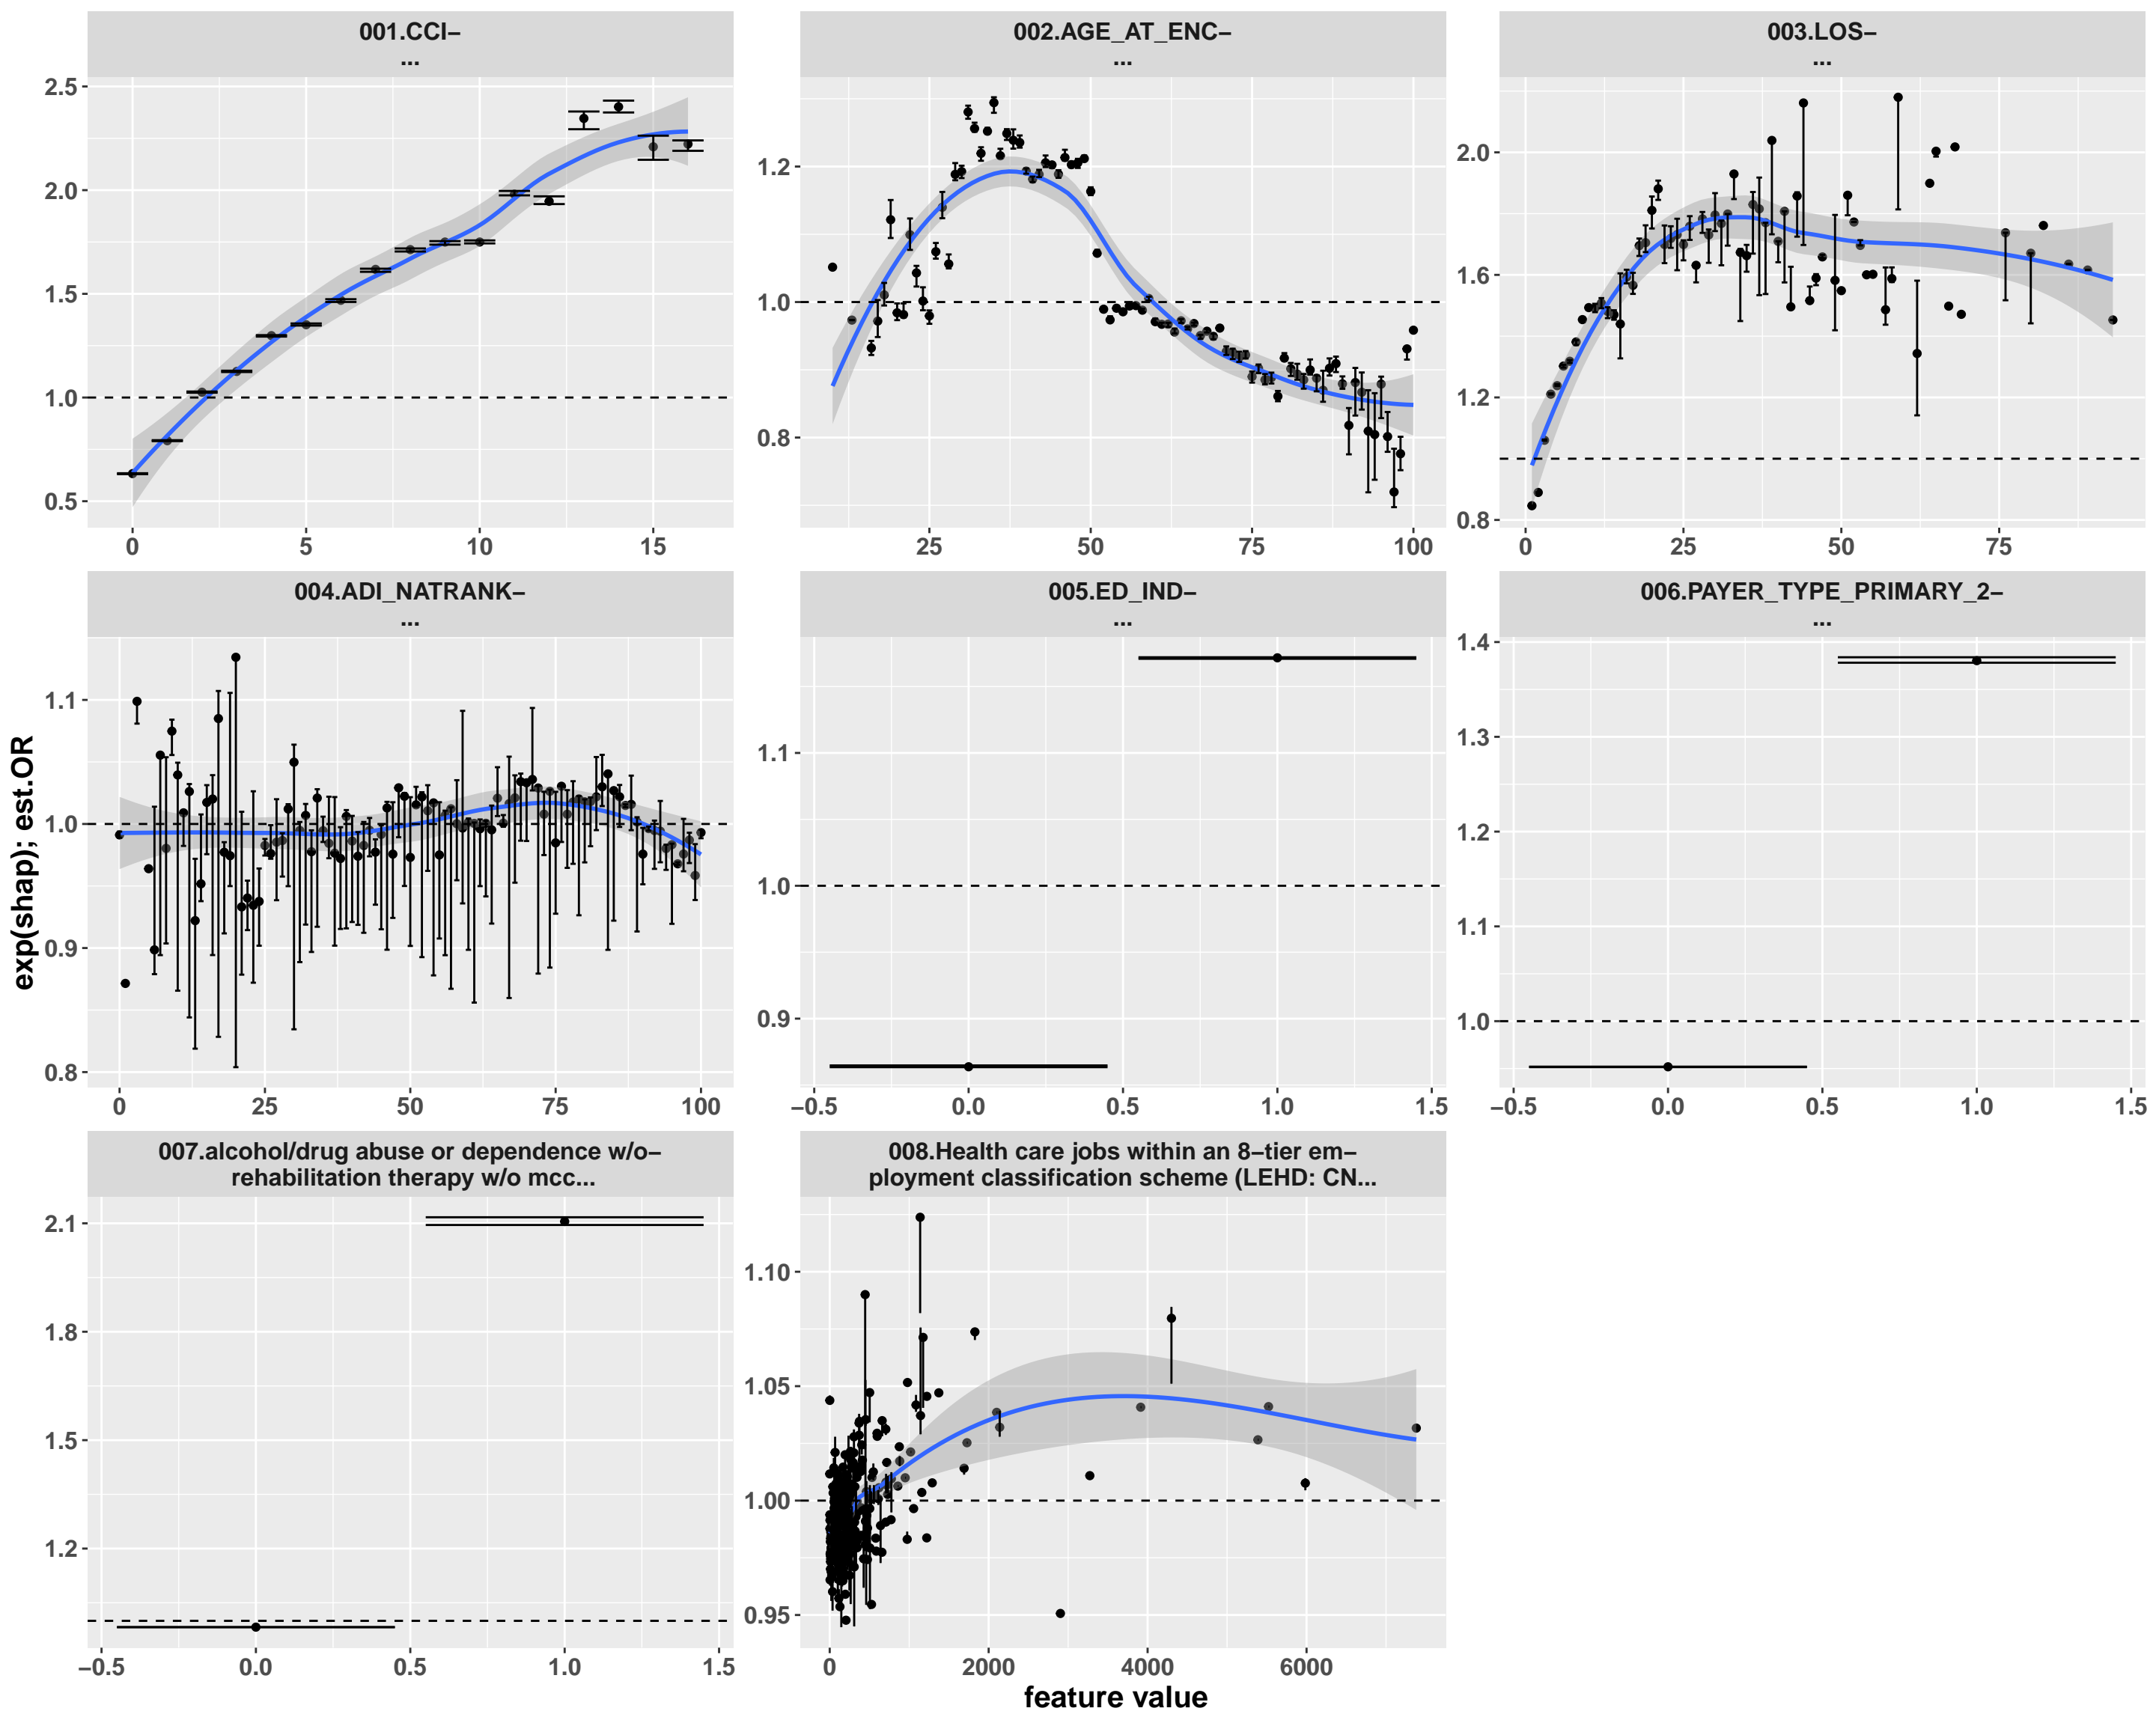 001.CCI–
...
002.AGE_AT_ENC–
...
003.LOS–
...
2.5
2.0
1.5
1.0
0.5
0 5 10 15
1.2
1.0
0.8
25 50 75 100
2.0
1.6
1.2
0.8
0 25 50 75
004.ADI_NATRANK–
...
005.ED_IND–
...
006.PAYER_TYPE_PRIMARY_2–
...
exp(shap); est.OR
1.1
1.0
0.9
0.8
0 25 50 75 100
1.1
1.0
0.9
−0.5 0.0 0.5 1.0 1.5
1.4
1.3
1.2
1.1
1.0
−0.5 0.0 0.5 1.0 1.5
007.alcohol/drug abuse or dependence w/o–
rehabilitation therapy w/o mcc...
008.Health care jobs within an 8–tier em–
ployment classification scheme (LEHD: CN...
2.1
1.8
1.5
1.2
−0.5 0.0 0.5 1.0 1.5
1.10
1.05
1.00
0.95
0 2000 4000 6000
feature value